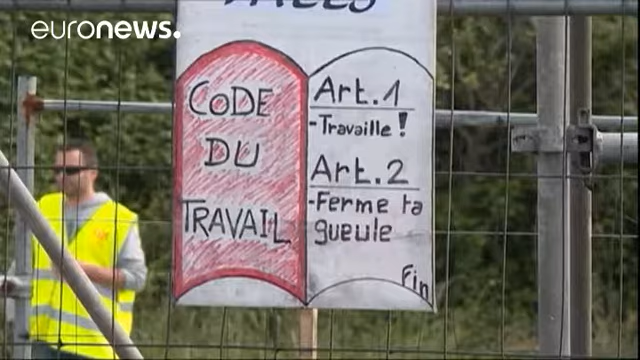 euronews.
CODE
DU
TRAVAIL
Art.1
-Travaille!
Art.2
-Ferme ta
gueule
Fin